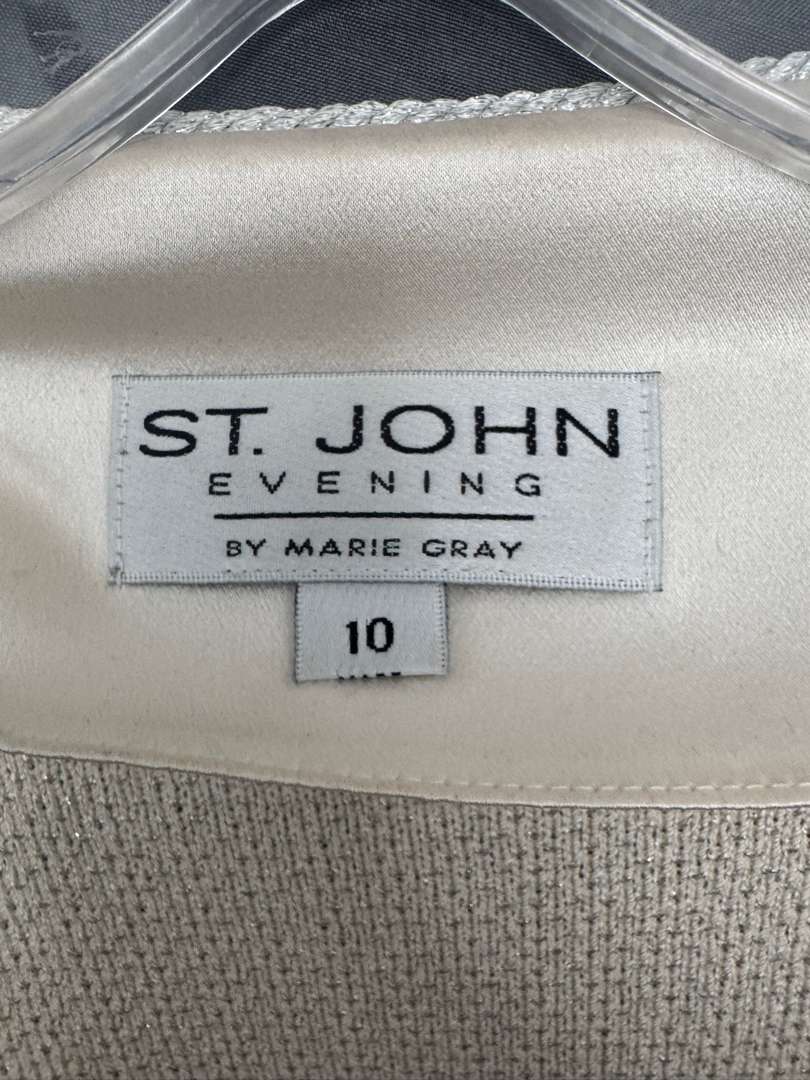 ST. JOHN
EVENING
BY MARIE GRAY
10